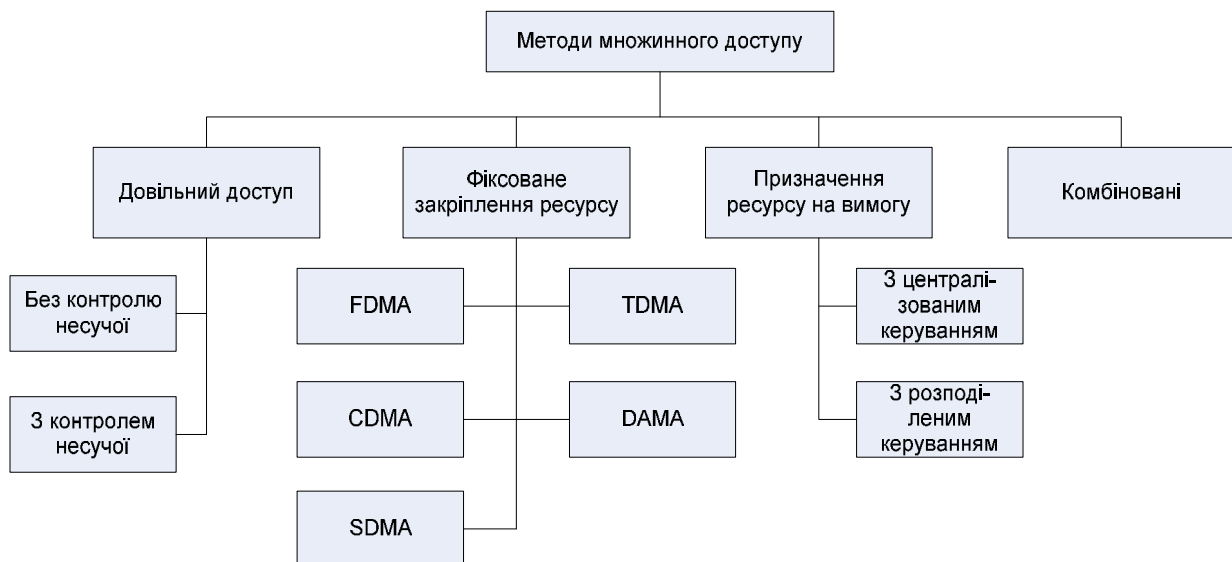 Методи множинного доступу
Довільний доступ
Фіксоване
закріплення ресурсу
Призначення
ресурсу на вимогу
Комбіновані
Без контролю
несучої
З контролем
несучої
FDMA
TDMA
CDMA
DAMA
SDMA
З централі-
зованим
керуванням
З розподі-
леним
керуванням